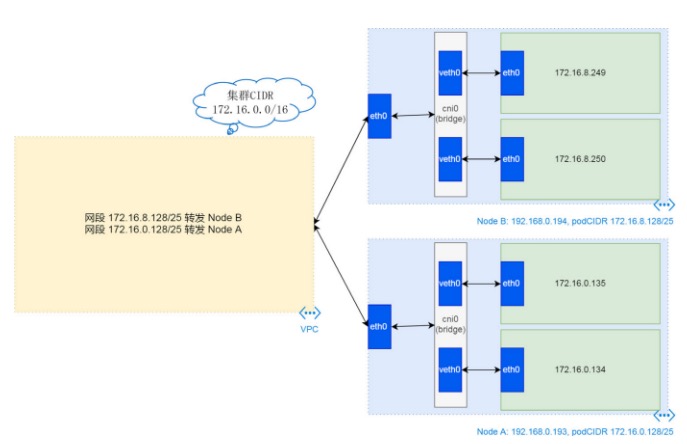 集群CIDR
172.16.0.0/16
网段 172.16.8.128/25 转发 Node B
网段 172.16.0.128/25 转发 Node A
VPC
eth0
veth0
eth0
172.16.8.249
cni0
(bridge)
veth0
eth0
172.16.8.250
Node B: 192.168.0.194, podCIDR 172.16.8.128/25
eth0
veth0
eth0
172.16.0.135
cni0
(bridge)
veth0
eth0
172.16.0.134
Node A: 192.168.0.193, podCIDR 172.16.0.128/25